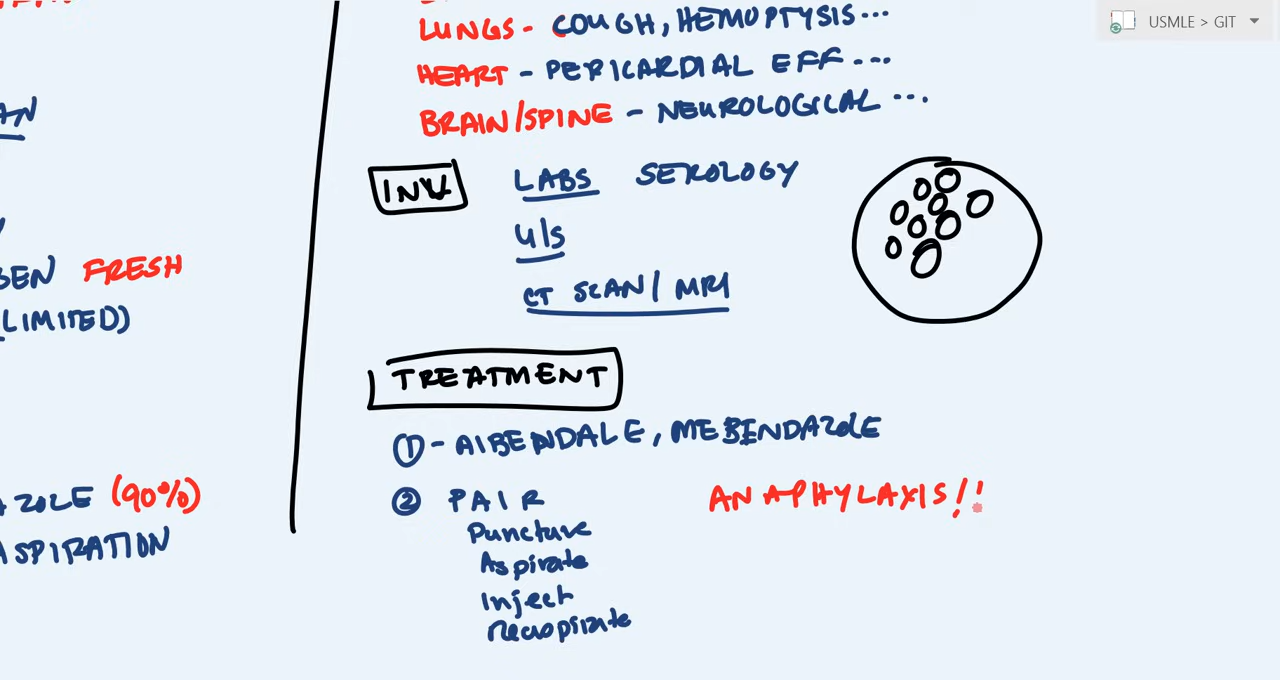 USMLE > GIT
LUNGS - COUGH, HEMOPTYSIS...
HEART - PERICARDIAL EFF...
BRAIN/SPINE - NEUROLOGICAL...
INV LABS SEROLOGY
U/S
CT SCAN/MRI
TREATMENT
① - AlBENDALE, MEBENDAZOLE
② PAIR ANAPHYLAXIS!!
Puncture
Aspirate
Inject
FRESH
(LIMITED)
(90%)
ASPIRATION